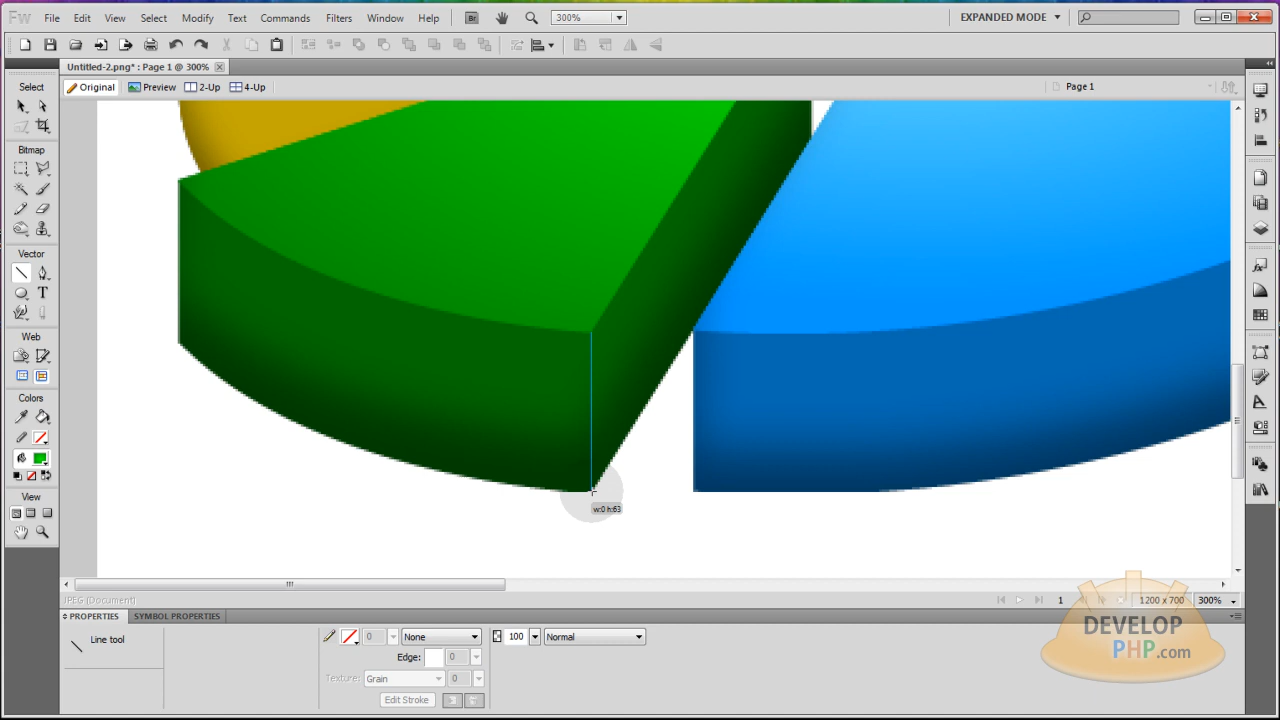 Fw File Edit View Select Modify Text Commands Filters Window Help Br 300% EXPANDED MODE
Untitled-2.png* : Page 1 @ 300%
Original Preview 2-Up 4-Up Page 1
Select
Bitmap
Vector
T
Web
Colors
View
w:0 h:63
JPEG (Document) 1 1200 x 700 300%
PROPERTIES SYMBOL PROPERTIES
Line tool 0 None 100 Normal
Edge: 0
Texture: Grain 0
Edit Stroke
DEVELOP
PHP.com